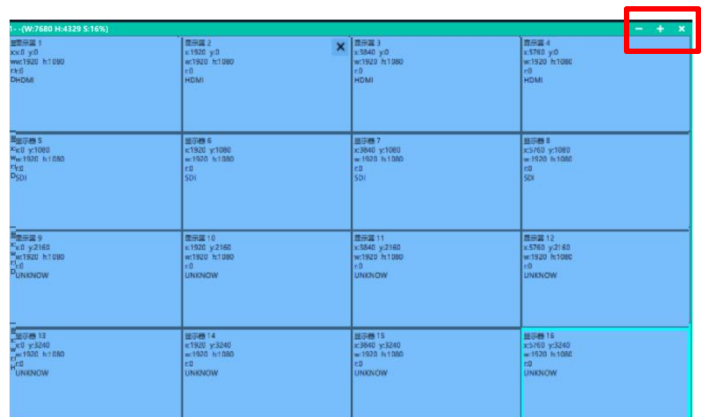 1 - -(W:7680 H:4329 S:16%)
显示器 1
x:0 y:0
w:1920 h:1080
r:0
HDMI
显示器 2
x:1920 y:0
w:1920 h:1080
r:0
HDMI
显示器 3
x:3840 y:0
w:1920 h:1080
r:0
HDMI
显示器 4
x:5760 y:0
w:1920 h:1080
r:0
HDMI
显示器 5
x:0 y:1080
w:1920 h:1080
r:0
SDI
显示器 6
x:1920 y:1080
w:1920 h:1080
r:0
SDI
显示器 7
x:3840 y:1080
w:1920 h:1080
r:0
SDI
显示器 8
x:5760 y:1080
w:1920 h:1080
r:0
SDI
显示器 9
x:0 y:2160
w:1920 h:1080
r:0
UNKNOW
显示器 10
x:1920 y:2160
w:1920 h:1080
r:0
UNKNOW
显示器 11
x:3840 y:2160
w:1920 h:1080
r:0
UNKNOW
显示器 12
x:5760 y:2160
w:1920 h:1080
r:0
UNKNOW
显示器 13
x:0 y:3240
w:1920 h:1080
r:0
UNKNOW
显示器 14
x:1920 y:3240
w:1920 h:1080
r:0
UNKNOW
显示器 15
x:3840 y:3240
w:1920 h:1080
r:0
UNKNOW
显示器 16
x:5760 y:3240
w:1920 h:1080
r:0
UNKNOW